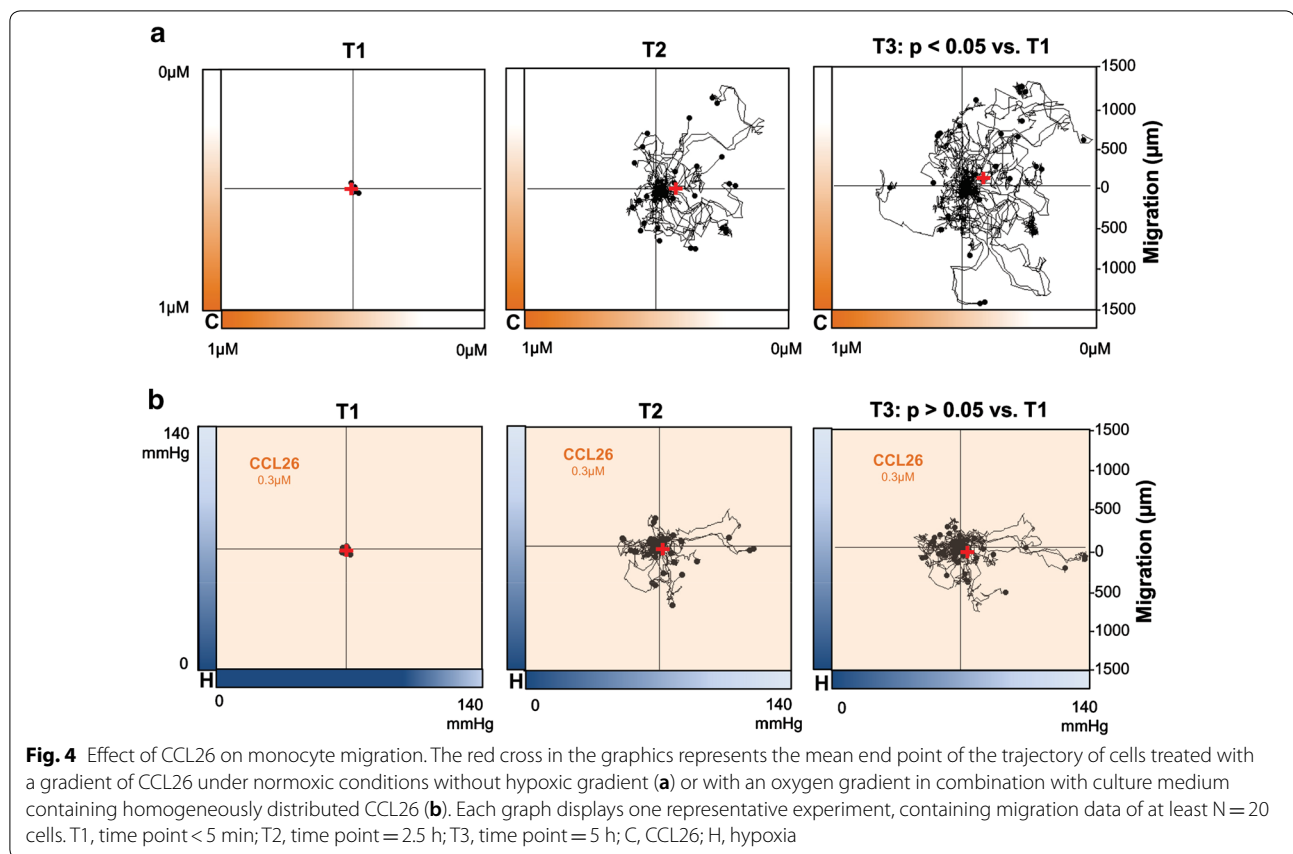 a
T1
T2
T3: p < 0.05 vs. T1
0µM
1µM
C
1µM
0µM
C
1µM
0µM
C
1µM
0µM
1500
1000
500
0
500
1000
1500
Migration (µm)
b
T1
T2
T3: p > 0.05 vs. T1
140
mmHg
0
CCL26
0.3µM
H
0
140
mmHg
CCL26
0.3µM
H
0
140
mmHg
CCL26
0.3µM
H
0
140
mmHg
1500
1000
500
0
500
1000
1500
Migration (µm)
Fig. 4 Effect of CCL26 on monocyte migration. The red cross in the graphics represents the mean end point of the trajectory of cells treated with
a gradient of CCL26 under normoxic conditions without hypoxic gradient (a) or with an oxygen gradient in combination with culture medium
containing homogeneously distributed CCL26 (b). Each graph displays one representative experiment, containing migration data of at least N = 20
cells. T1, time point < 5 min; T2, time point = 2.5 h; T3, time point = 5 h; C, CCL26; H, hypoxia